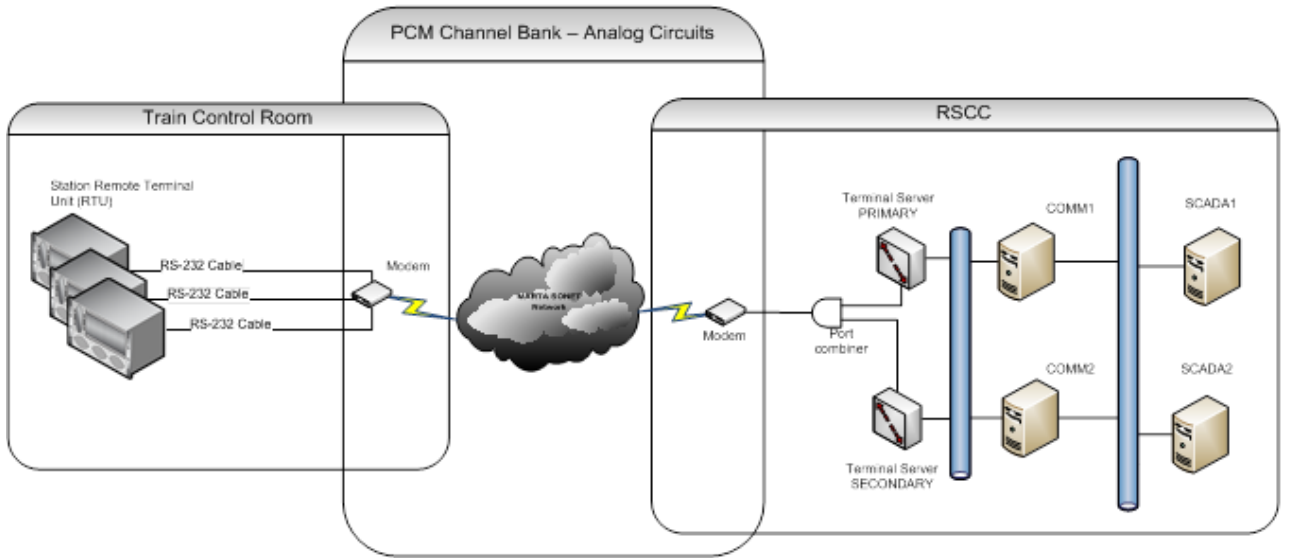 PCM Channel Bank – Analog Circuits
Train Control Room
RSCC
Station Remote Terminal
Unit (RTU)
RS-232 Cable
RS-232 Cable
RS-232 Cable
Modem
MARTA SONET
Network
Modem
Port
combiner
Terminal Server
PRIMARY
Terminal Server
SECONDARY
COMM1
COMM2
SCADA1
SCADA2